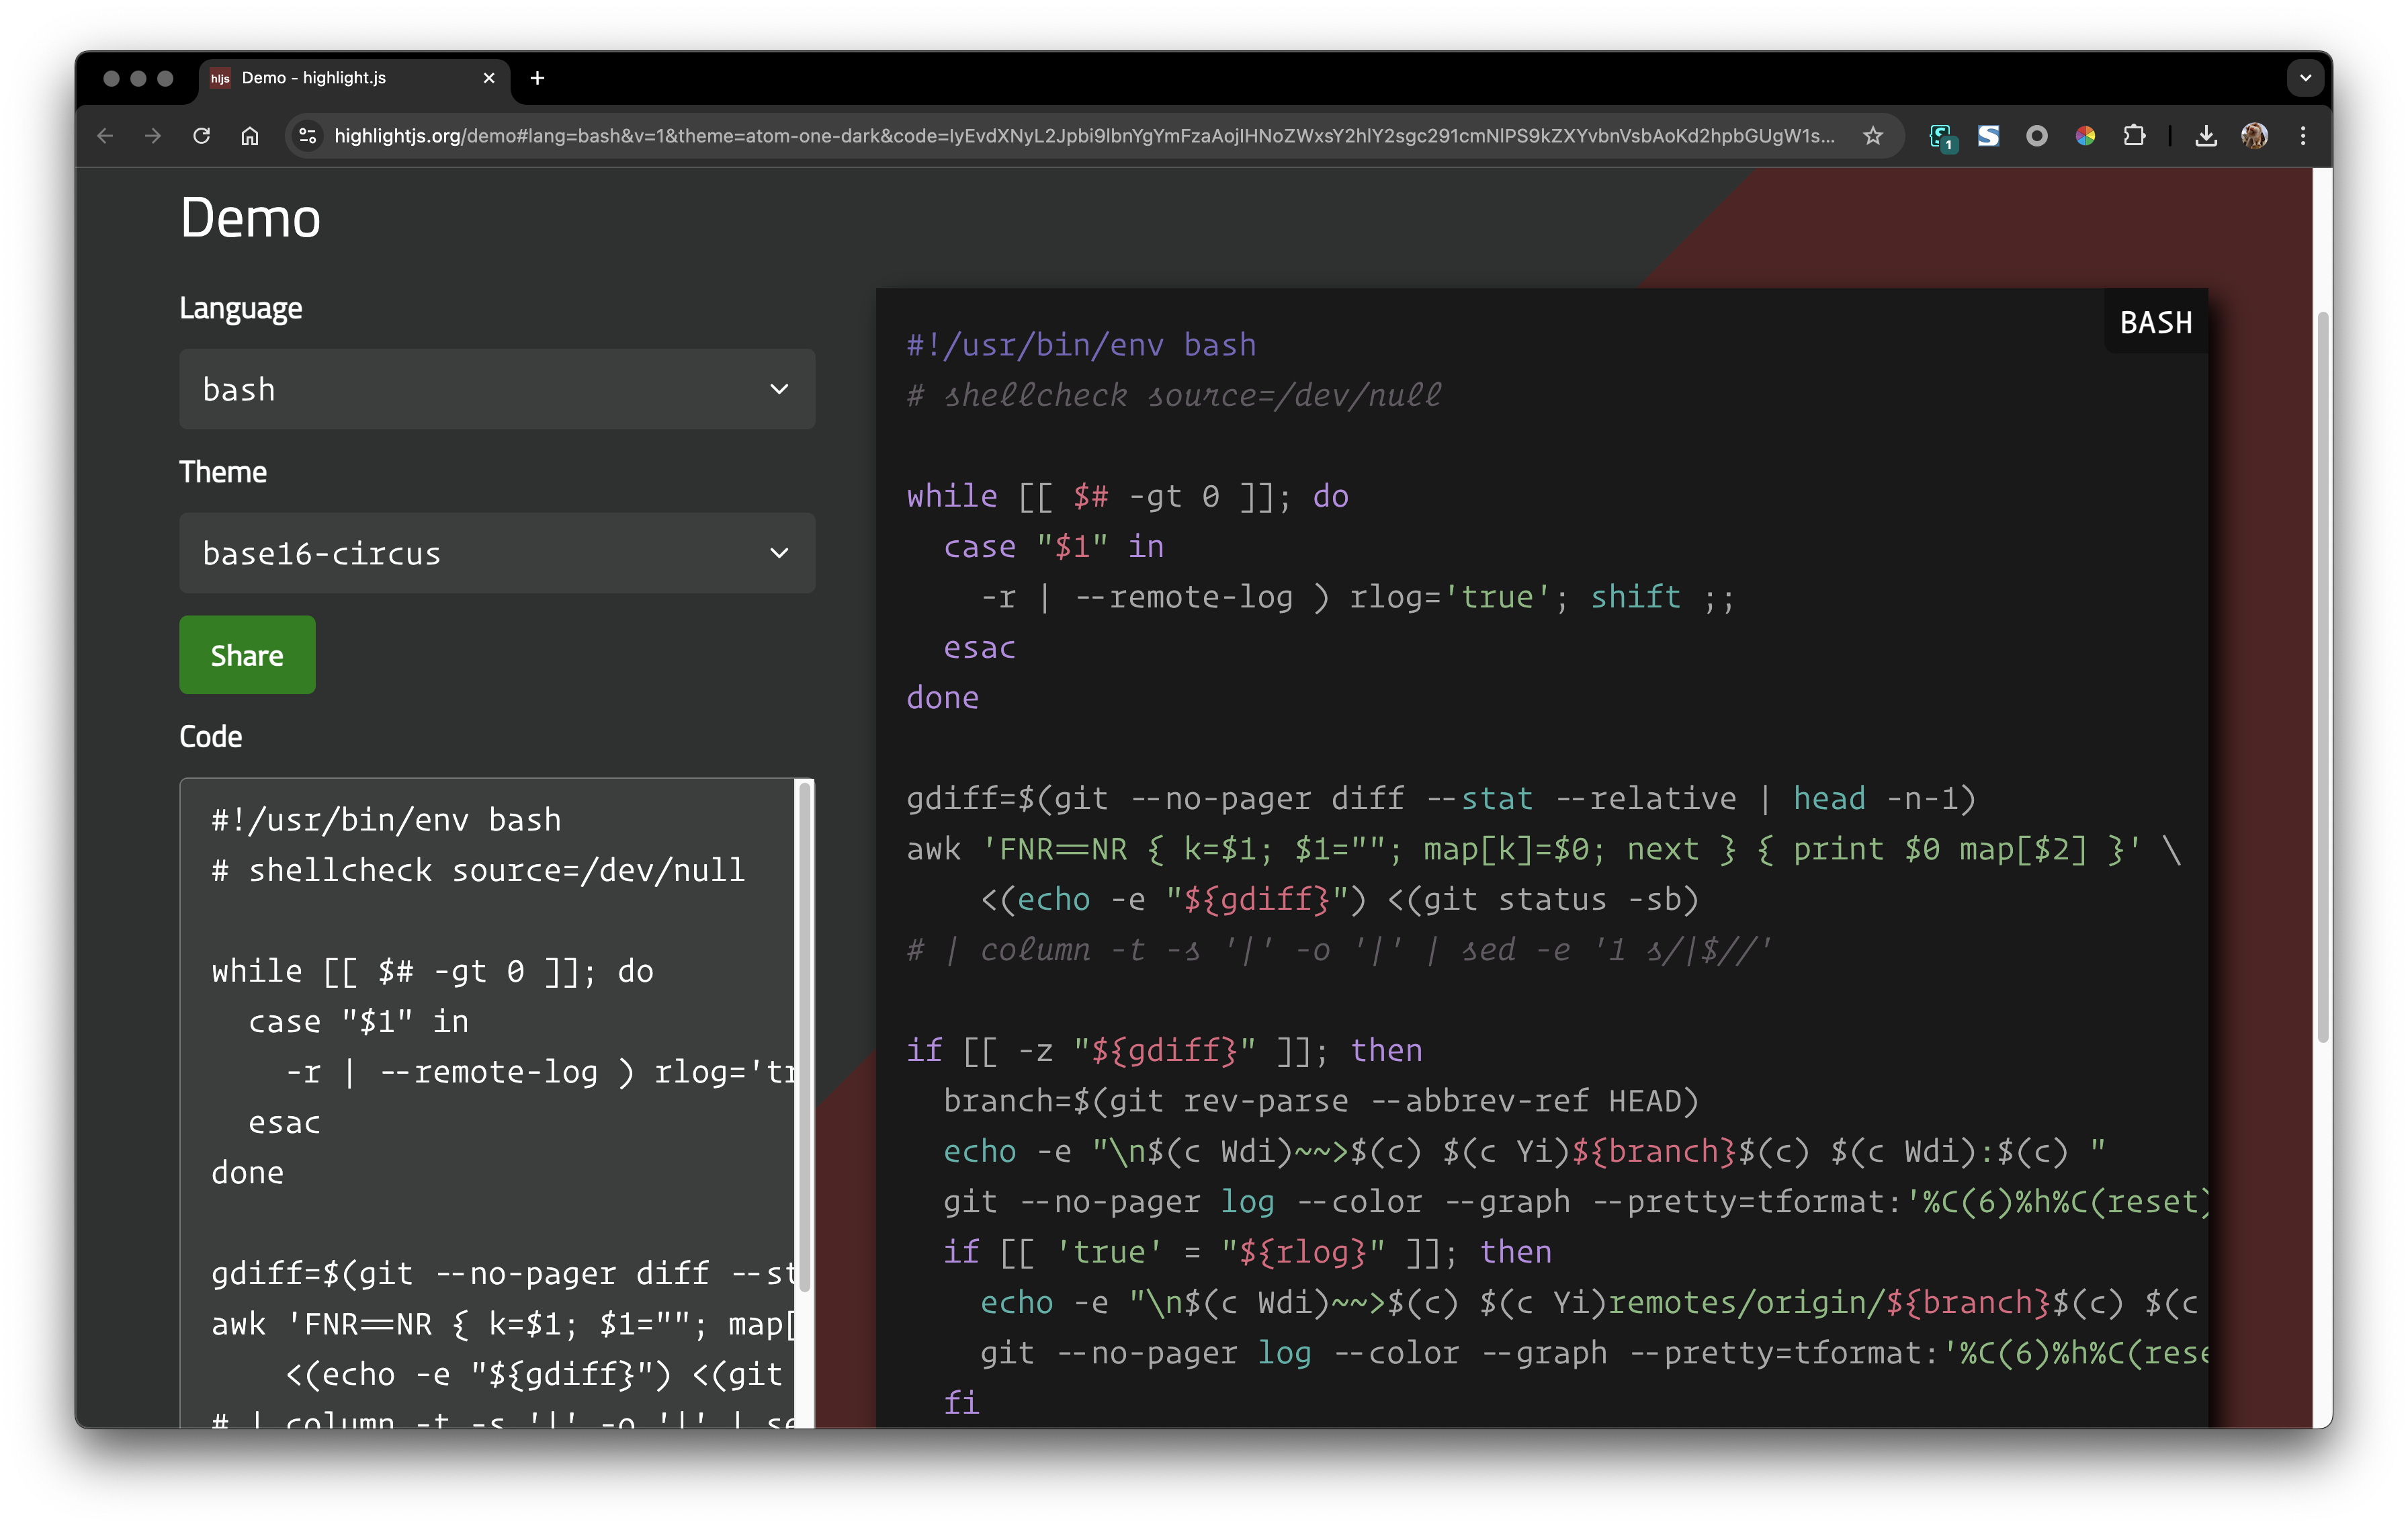 hljs Demo - highlight.js
highlightjs.org/demo#lang=bash&v=1&theme=atom-one-dark&code=IyEvdXNyL2Jpbi9lbnYgYmFzaAojIHNoZWxsY2hlY2sgc291cmNlPS9kZXYvbnVsbAoKd2hpbGUgW1s...
1
Demo
Language
bash
Theme
base16-circus
Share
Code
#!/usr/bin/env bash
# shellcheck source=/dev/null
while [[ $# -gt 0 ]]; do
  case "$1" in
    -r | --remote-log ) rlog='tr
  esac
done
gdiff=$(git --no-pager diff --st
awk 'FNR==NR { k=$1; $1=""; map[
    <(echo -e "${gdiff}") <(git
# | column -t -s '|' -o '|' | se
BASH
#!/usr/bin/env bash
# shellcheck source=/dev/null
while [[ $# -gt 0 ]]; do
  case "$1" in
    -r | --remote-log ) rlog='true'; shift ;;
  esac
done
gdiff=$(git --no-pager diff --stat --relative | head -n-1)
awk 'FNR==NR { k=$1; $1=""; map[k]=$0; next } { print $0 map[$2] }' \
    <(echo -e "${gdiff}") <(git status -sb)
# | column -t -s '|' -o '|' | sed -e '1 s/|$//'
if [[ -z "${gdiff}" ]]; then
  branch=$(git rev-parse --abbrev-ref HEAD)
  echo -e "\n$(c Wdi)~~>$(c) $(c Yi)${branch}$(c) $(c Wdi):$(c) "
  git --no-pager log --color --graph --pretty=tformat:'%C(6)%h%C(reset)
  if [[ 'true' = "${rlog}" ]]; then
    echo -e "\n$(c Wdi)~~>$(c) $(c Yi)remotes/origin/${branch}$(c) $(c
    git --no-pager log --color --graph --pretty=tformat:'%C(6)%h%C(rese
  fi